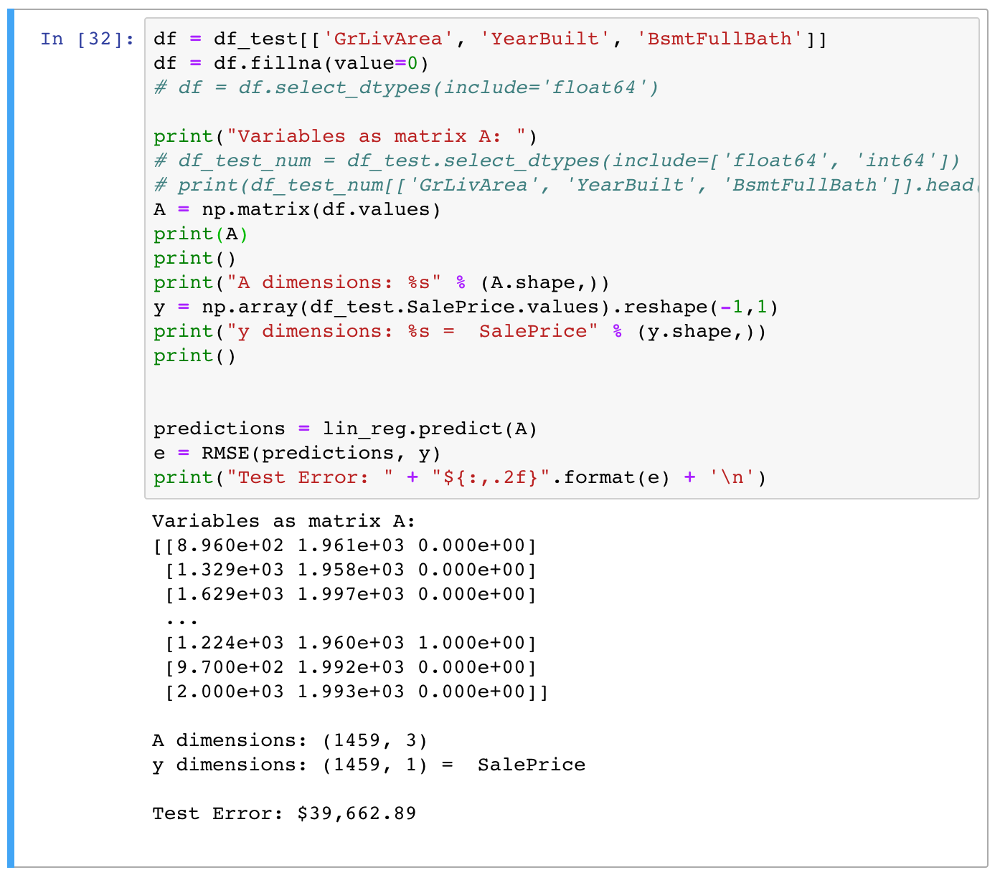 In [32]:
df = df_test[['GrLivArea', 'YearBuilt', 'BsmtFullBath']]
df = df.fillna(value=0)
# df = df.select_dtypes(include='float64')
print("Variables as matrix A: ")
# df_test_num = df_test.select_dtypes(include=['float64', 'int64'])
# print(df_test_num[['GrLivArea', 'YearBuilt', 'BsmtFullBath']].head(
A = np.matrix(df.values)
print(A)
print()
print("A dimensions: %s" % (A.shape,))
y = np.array(df_test.SalePrice.values).reshape(-1,1)
print("y dimensions: %s =  SalePrice" % (y.shape,))
print()
predictions = lin_reg.predict(A)
e = RMSE(predictions, y)
print("Test Error: " + "${:,.2f}".format(e) + '\n')
Variables as matrix A:
[[8.960e+02 1.961e+03 0.000e+00]
 [1.329e+03 1.958e+03 0.000e+00]
 [1.629e+03 1.997e+03 0.000e+00]
 ...
 [1.224e+03 1.960e+03 1.000e+00]
 [9.700e+02 1.992e+03 0.000e+00]
 [2.000e+03 1.993e+03 0.000e+00]]
A dimensions: (1459, 3)
y dimensions: (1459, 1) =  SalePrice
Test Error: $39,662.89